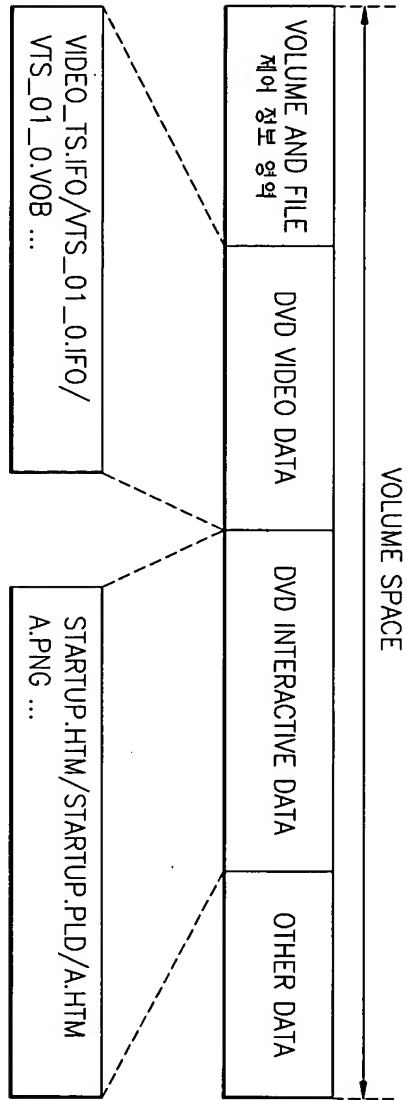 VOLUME SPACE
VOLUME AND FILE
제어 정보 영역
DVD VIDEO DATA
DVD INTERACTIVE DATA
OTHER DATA
VIDEO_TS.IFO/VTS_01_0.IFO/
VTS_01_0.VOB ...
STARTUP.HTM/STARTUP.PLD/A.HTM
A.PNG ...